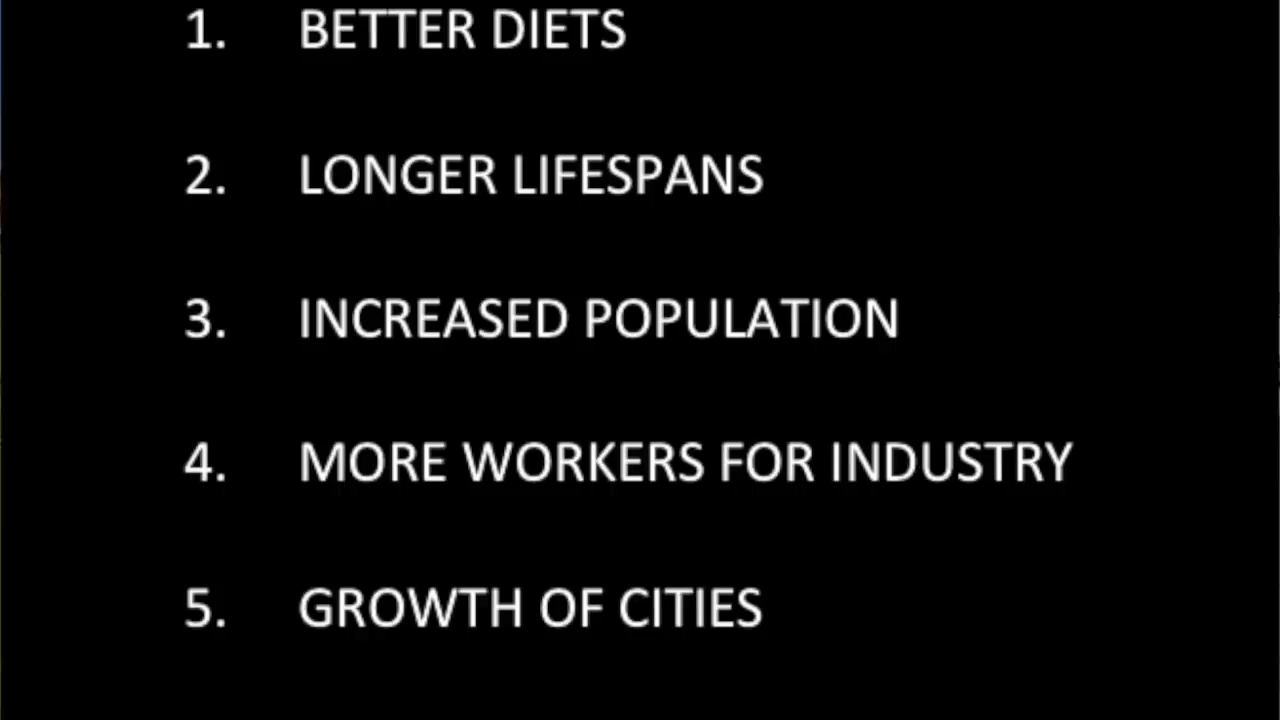 1. BETTER DIETS
2. LONGER LIFESPANS
3. INCREASED POPULATION
4. MORE WORKERS FOR INDUSTRY
5. GROWTH OF CITIES